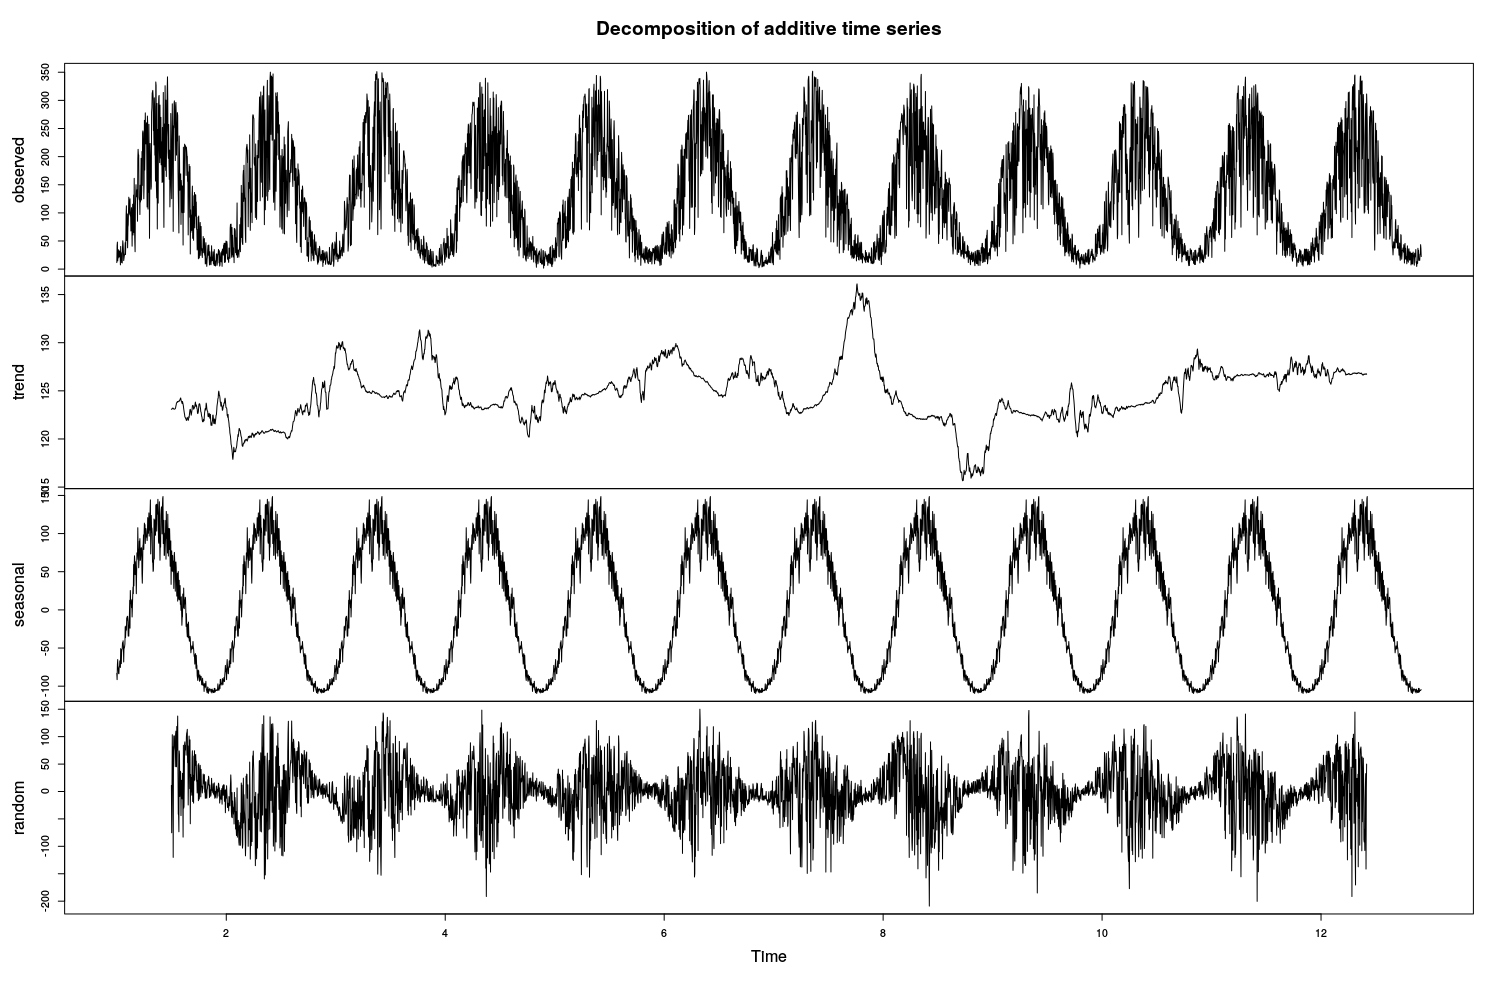 Decomposition of additive time series
observed
0 50 100 150 200 250 300 350
trend
115 120 125 130 135
seasonal
-100 -50 0 50 100 150
random
-200 -100 0 50 100 150
2 4 6 8 10 12
Time